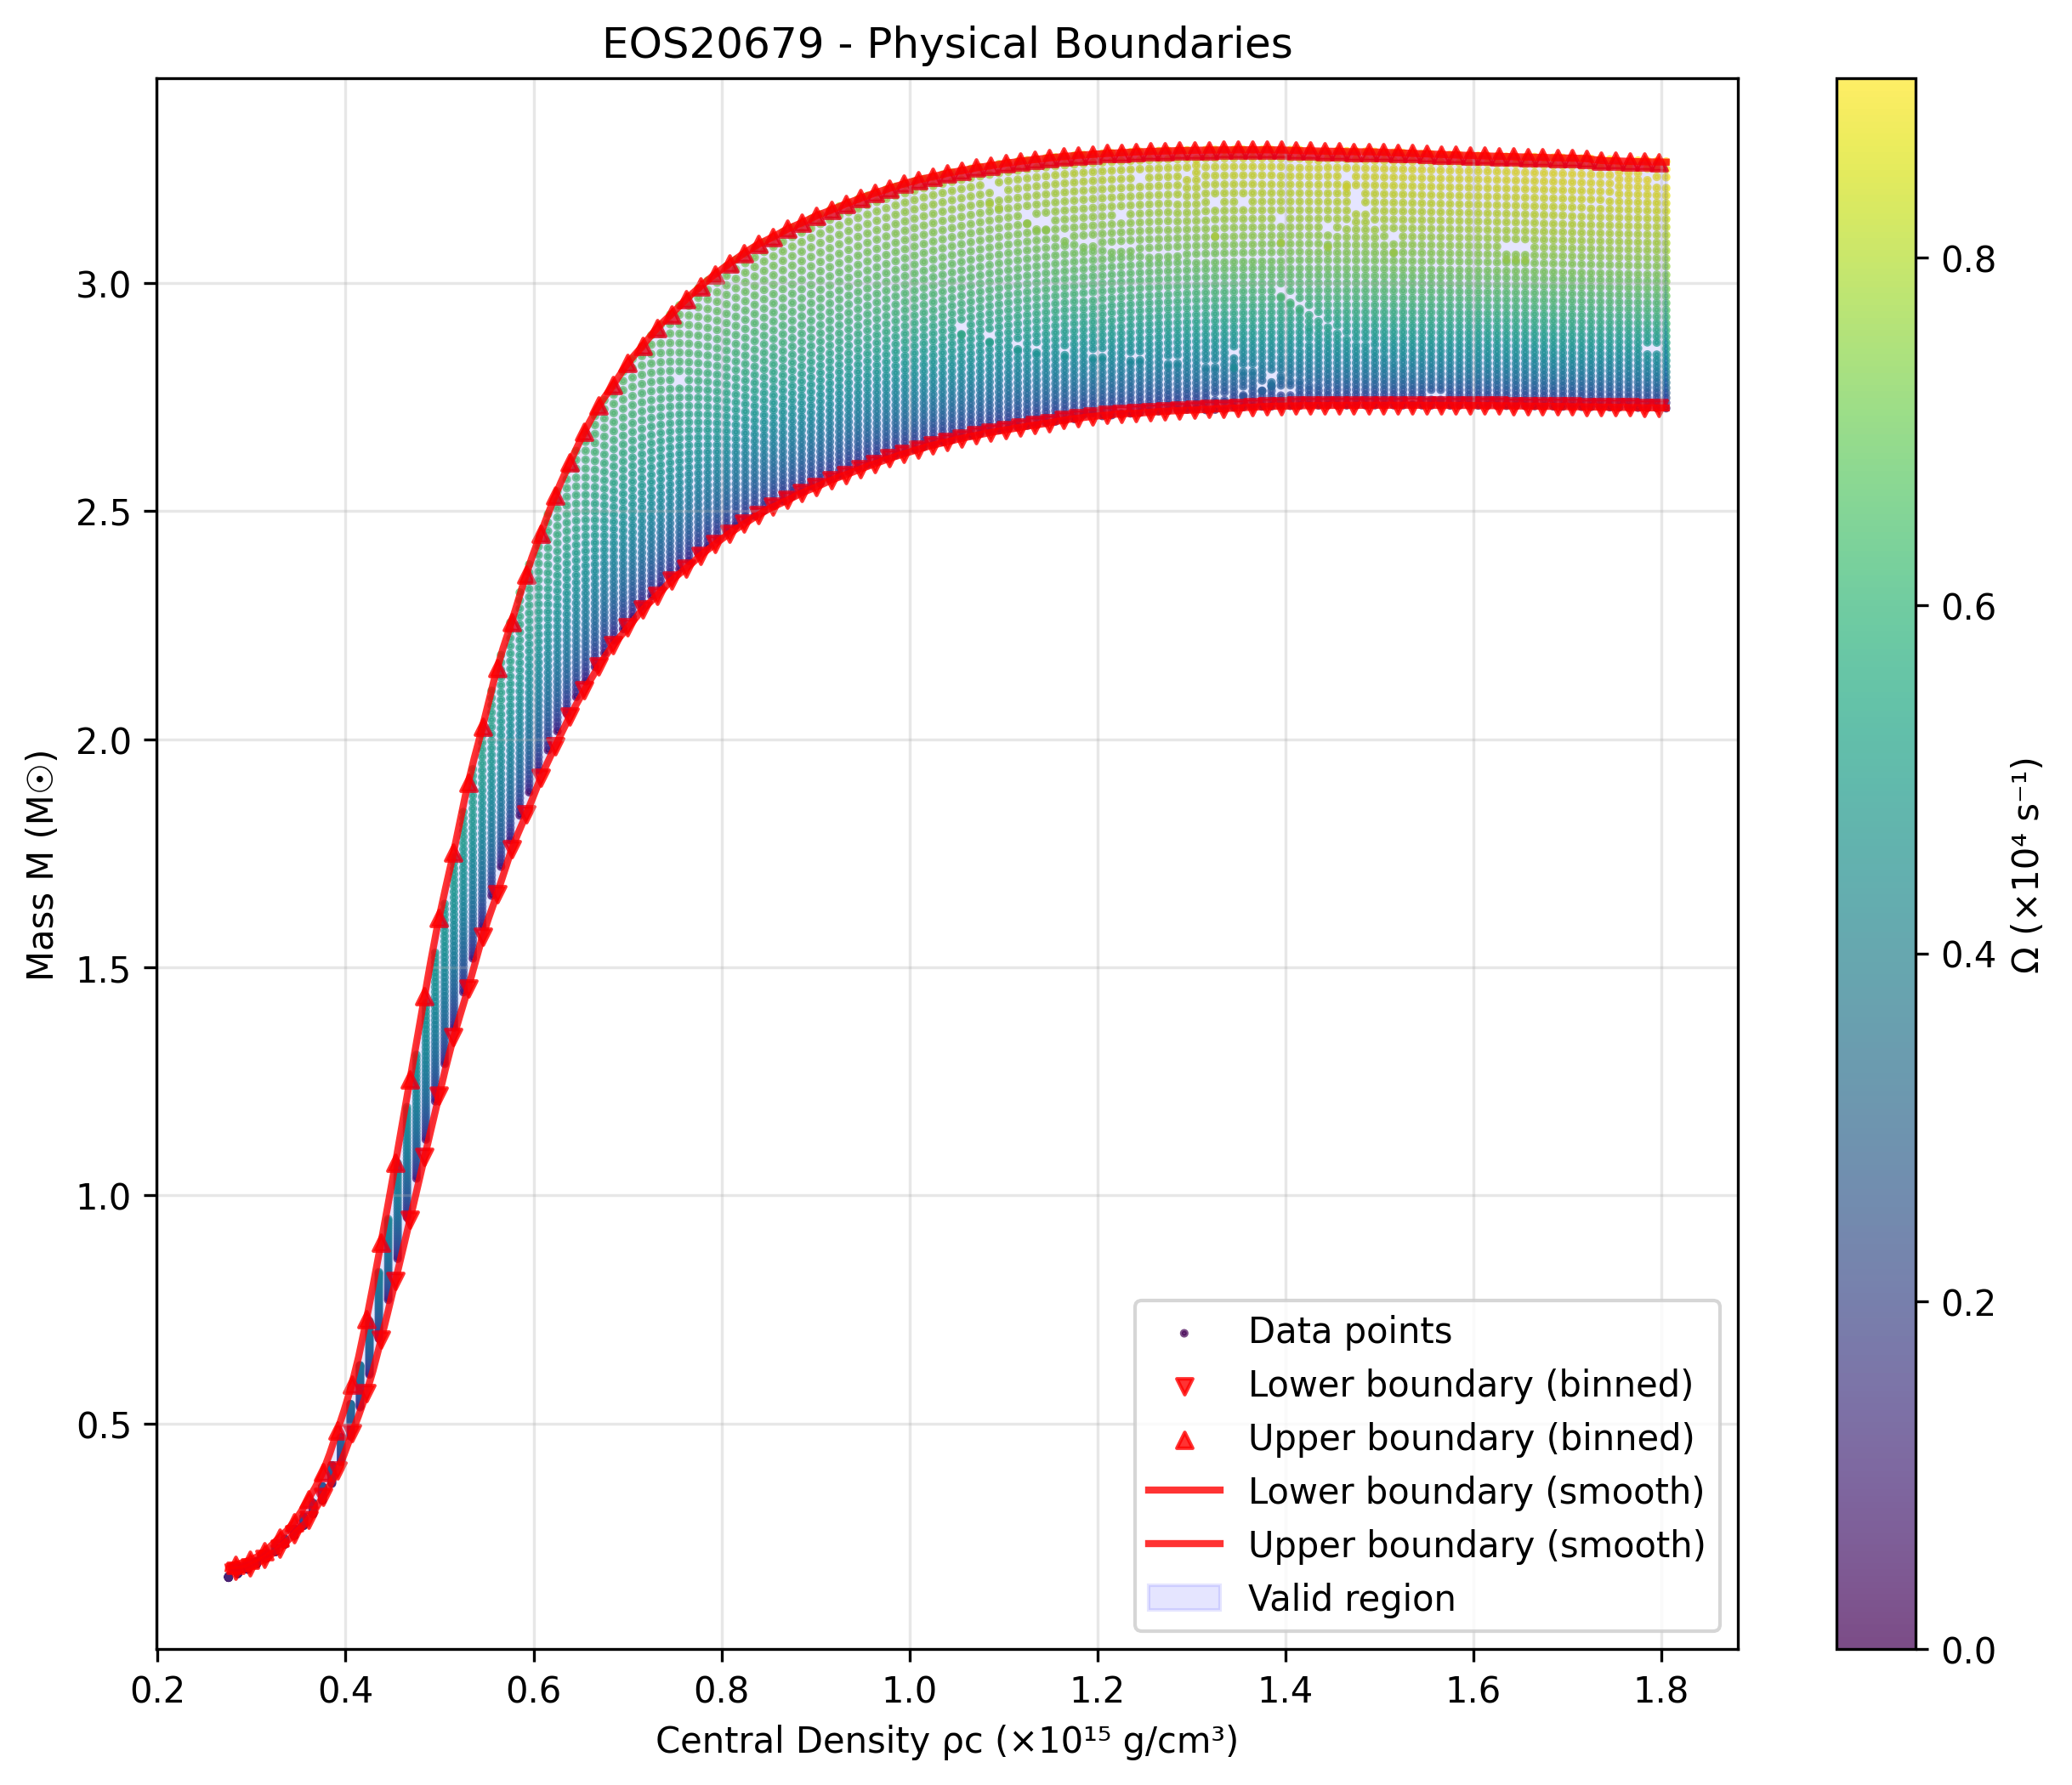 EOS20679 - Physical Boundaries
Mass M (M☉)
3.0
2.5
2.0
1.5
1.0
0.5
0.2
0.4
0.6
0.8
1.0
1.2
1.4
1.6
1.8
Central Density ρc (×10¹⁵ g/cm³)
Data points
Lower boundary (binned)
Upper boundary (binned)
Lower boundary (smooth)
Upper boundary (smooth)
Valid region
0.8
0.6
0.4
0.2
0.0
Ω (×10⁴ s⁻¹)